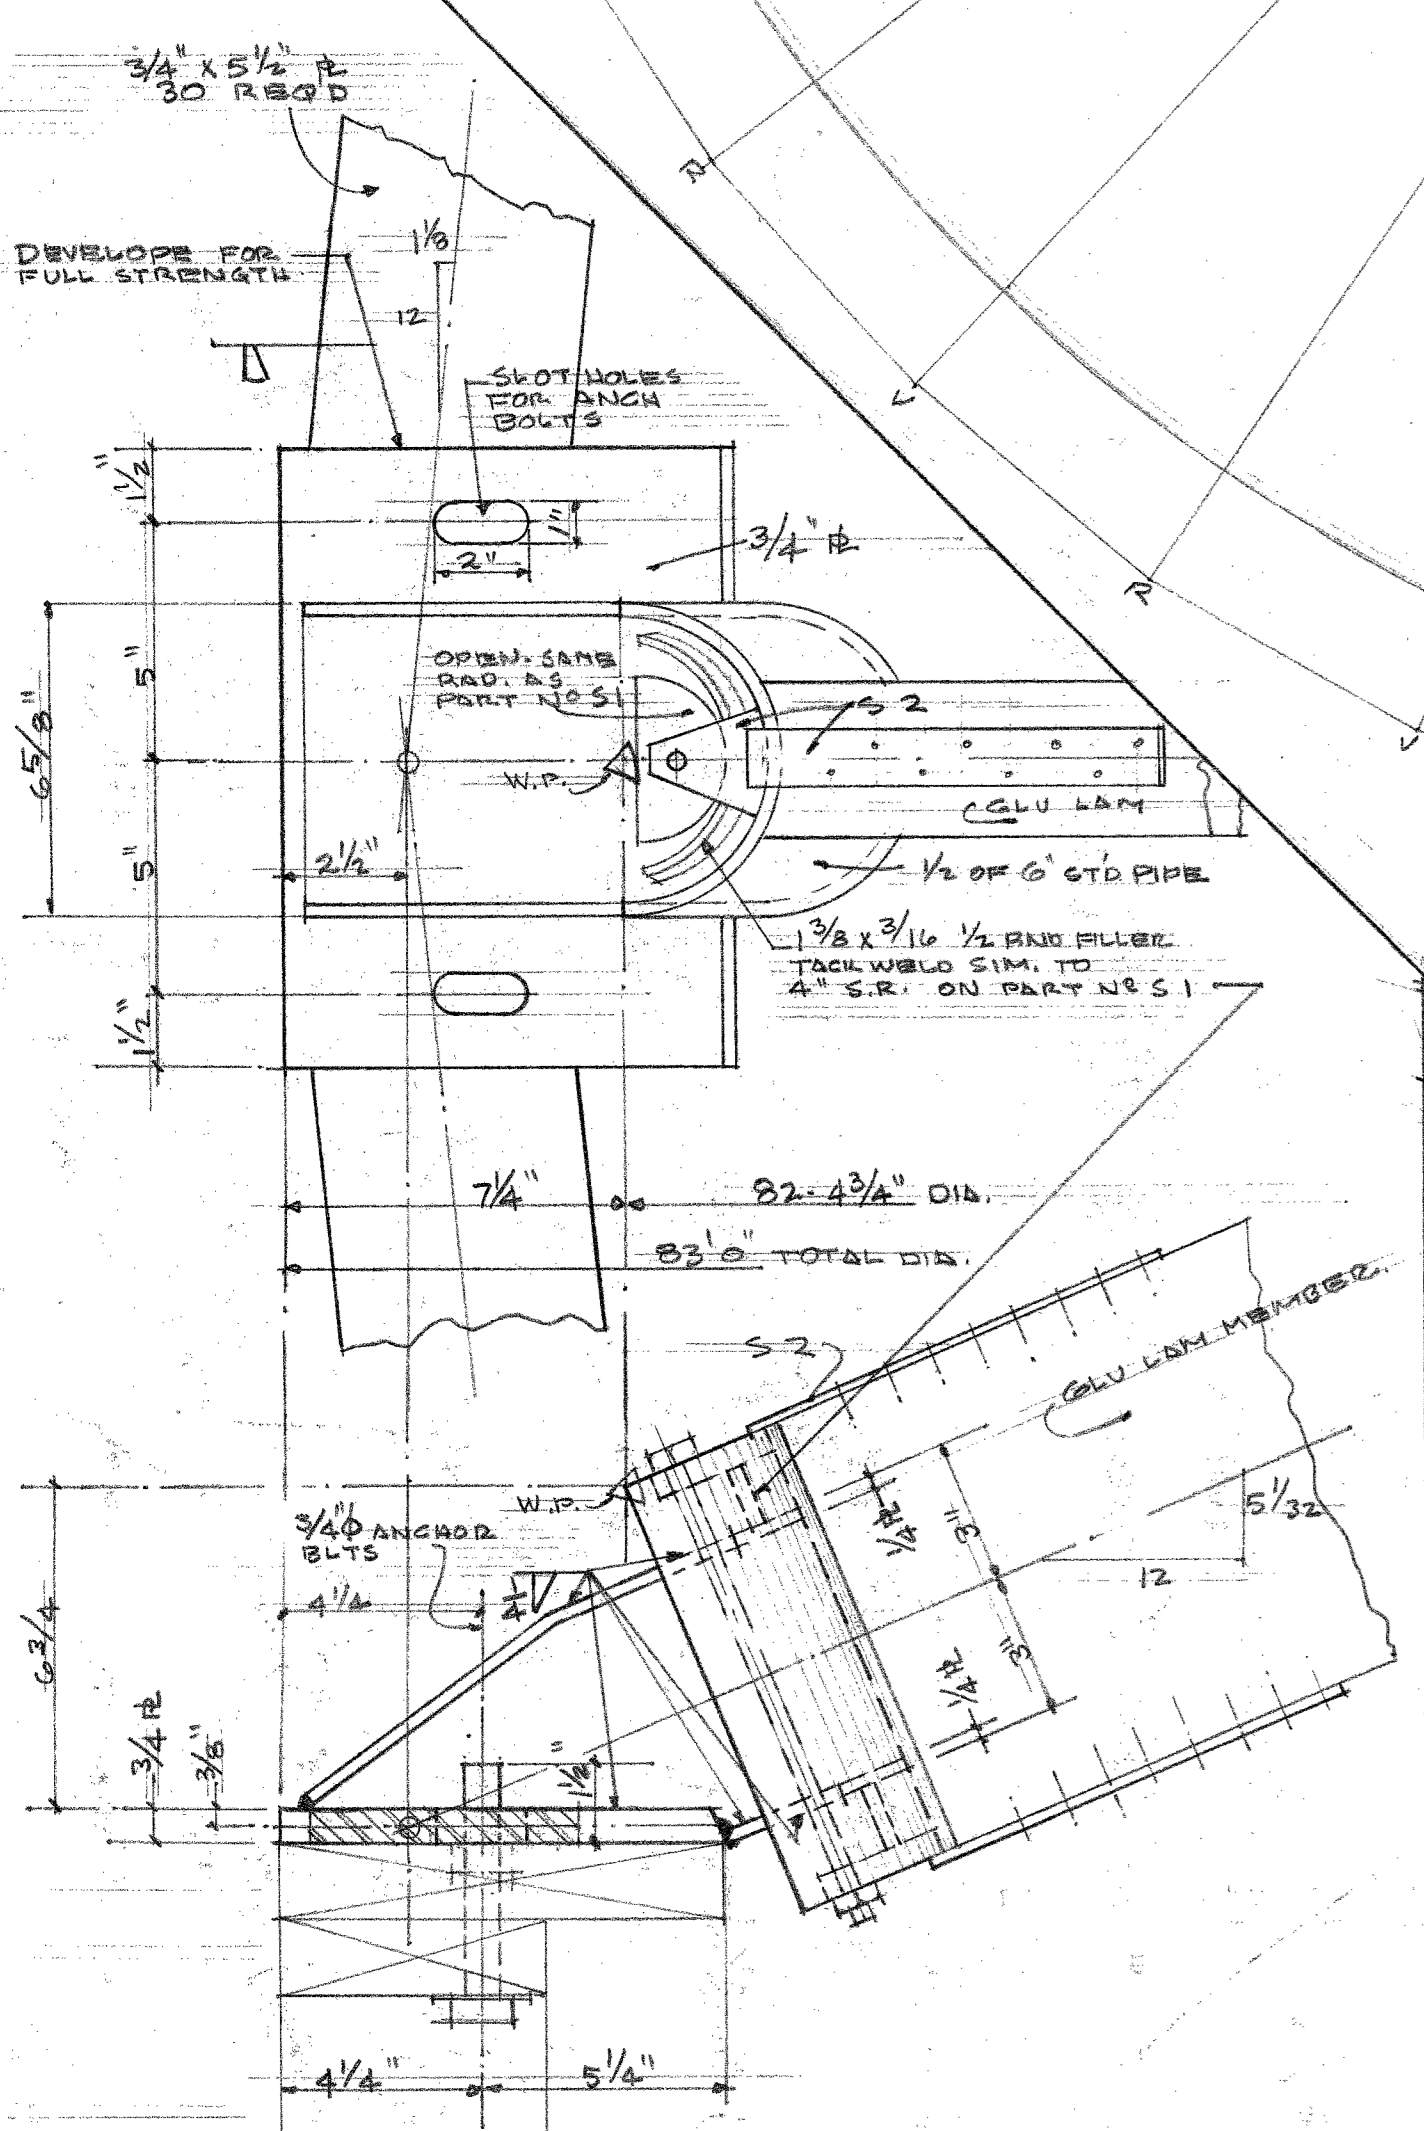 3/4" x 5 1/2" ℄
30 REQ'D
DEVELOPE FOR
FULL STRENGTH
1 1/8
12
SLOT HOLES
FOR ANCH
BOLTS
1 1/2"
1"
2"
3/4" ℄
5"
6 5/8"
OPEN. SAME
RAD. AS
PART Nº S1
S 2
W.P.
GLU LAM
5"
2 1/2"
1/2 OF 6" STD PIPE
1 3/8 x 3/16 1/2 RND FILLER
TACK WELD SIM. TO
4" S.R. ON PART Nº S 1
1 1/2"
7 1/4"
82- 4 3/4" DIA.
83'0" TOTAL DIA.
S 2
GLU LAM MEMBER.
W.P.
3/4"φ ANCHOR
BLTS
4 1/4
1/4
1/4 ℄
3"
5 1/32
12
6 3/4
3/4 ℄
3/8"
1 1/2"
1/4 ℄
3"
4 1/4"
5 1/4"
R
L
R
L